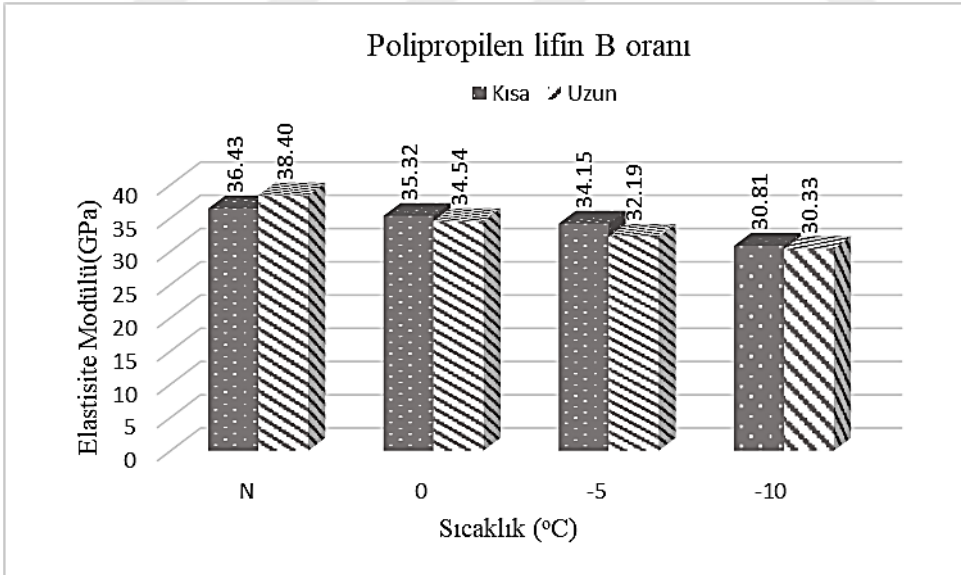 Polipropilen lifin B oranı
Kısa Uzun
36.43 38.40 35.32 34.54 34.15 32.19 30.81 30.33
40
35
30
25
20
15
10
5
0
Elastisite Modülü(GPa)
N 0 -5 -10
Sıcaklık (°C)